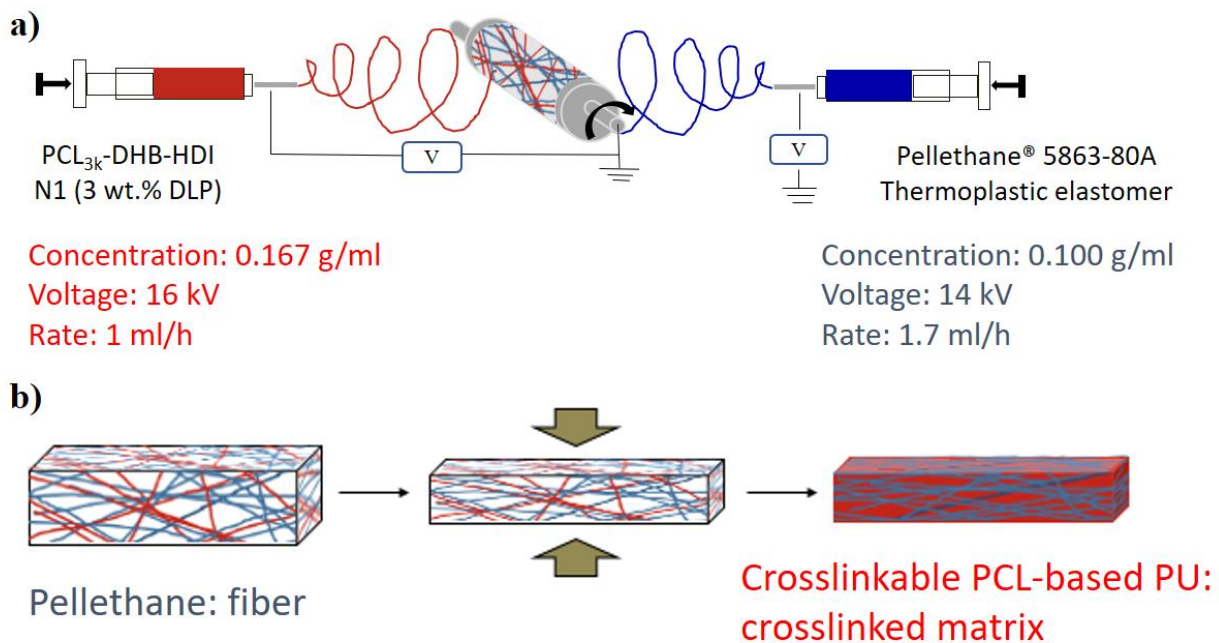 a)
V
V
PCL3k-DHB-HDI
N1 (3 wt.% DLP)
Pellethane® 5863-80A
Thermoplastic elastomer
Concentration: 0.167 g/ml
Voltage: 16 kV
Rate: 1 ml/h
Concentration: 0.100 g/ml
Voltage: 14 kV
Rate: 1.7 ml/h
b)
Pellethane: fiber
Crosslinkable PCL-based PU:
crosslinked matrix